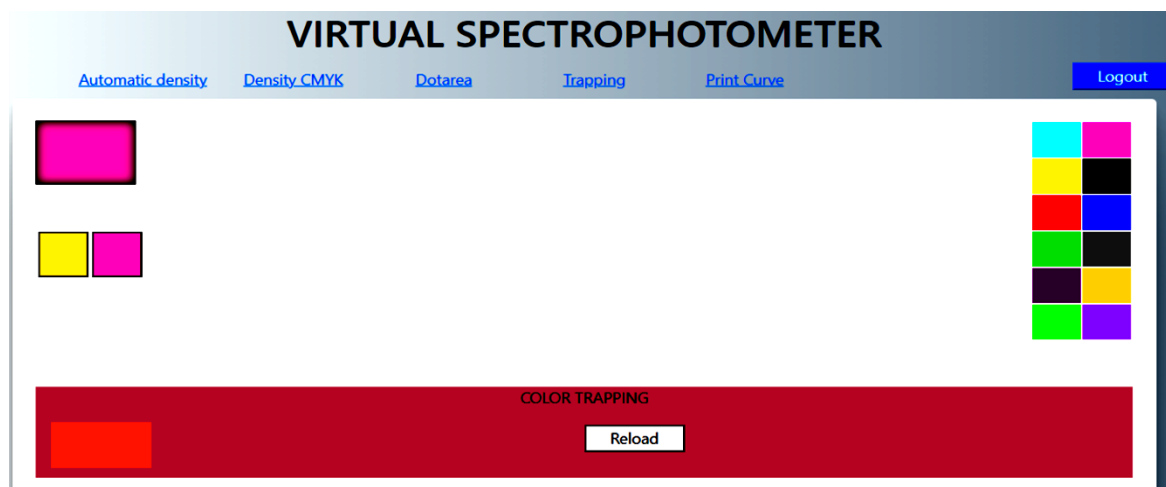 VIRTUAL SPECTROPHOTOMETER
Automatic density Density CMYK Dotarea Trapping Print Curve Logout
COLOR TRAPPING
Reload